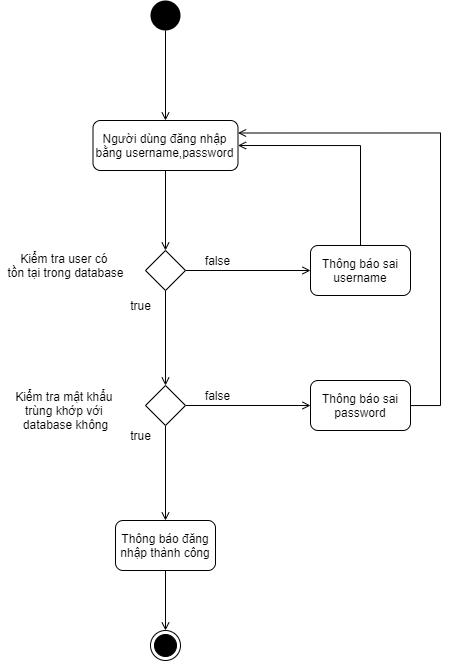 Người dùng đăng nhập
bằng username,password
Kiểm tra user có
tồn tại trong database
false
Thông báo sai
username
true
Kiểm tra mật khẩu
trùng khớp với
database không
false
Thông báo sai
password
true
Thông báo đăng
nhập thành công